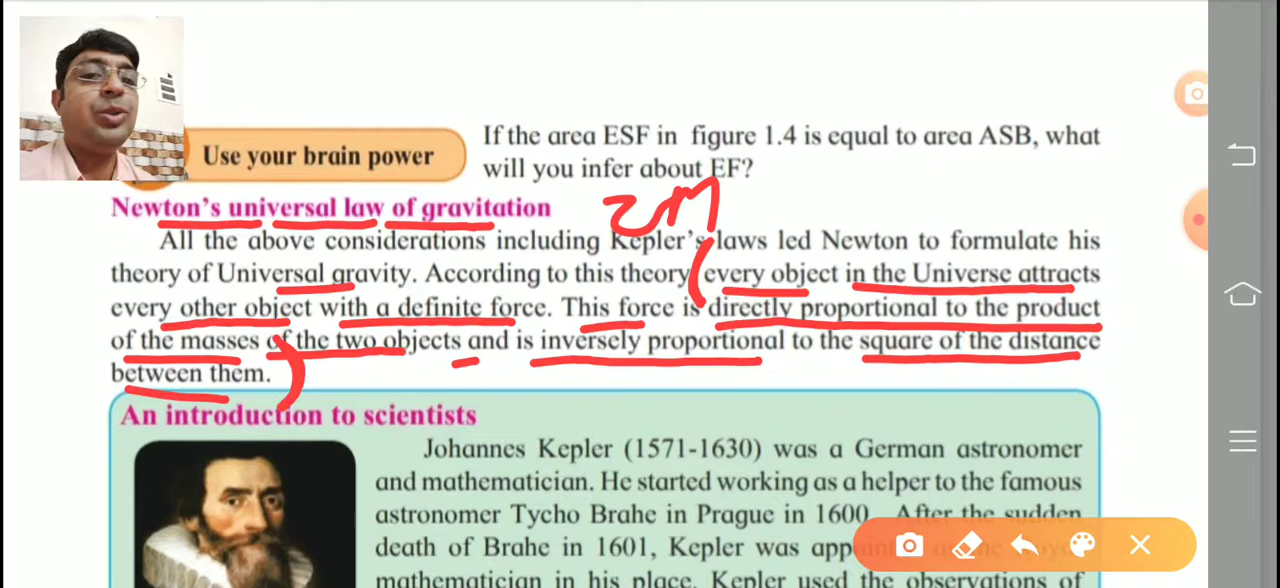 If the area ESF in figure 1.4 is equal to area ASB, what
Use your brain power
will you infer about EF?
Newton's universal law of gravitation
2M
All the above considerations including Kepler's laws led Newton to formulate his
theory of Universal gravity. According to this theory, every object in the Universe attracts
every other object with a definite force. This force is directly proportional to the product
of the masses of the two objects and is inversely proportional to the square of the distance
between them.
An introduction to scientists
Johannes Kepler (1571-1630) was a German astronomer
and mathematician. He started working as a helper to the famous
astronomer Tycho Brahe in Prague in 1600. After the sudden
death of Brahe in 1601, Kepler was
mathematician in his place. Kepler used the observations of